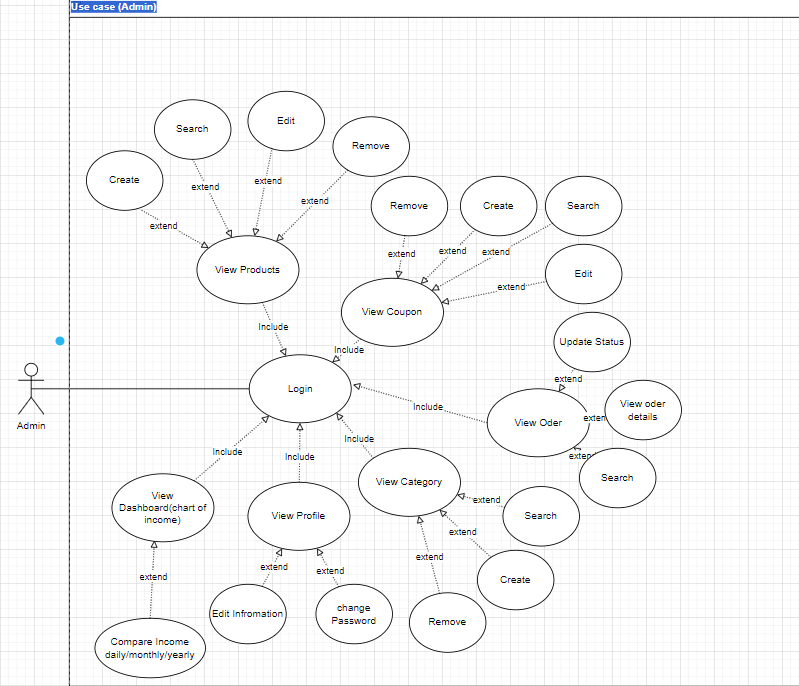 Use case (Admin)
Edit
Search
Remove
Create
extend
extend
extend
extend
Remove
Create
Search
View Products
extend
extend
extend
Edit
extend
View Coupon
Include
Include
Update Status
extend
Login
Include
View oder
details
View Oder
exten
Admin
Include
Include
Include
exten
Search
View Category
View
Dashboard(chart of
income)
View Profile
extend
Search
extend
extend
extend
extend
extend
Create
Edit Infromation
change
Password
Remove
Compare Income
daily/monthly/yearly